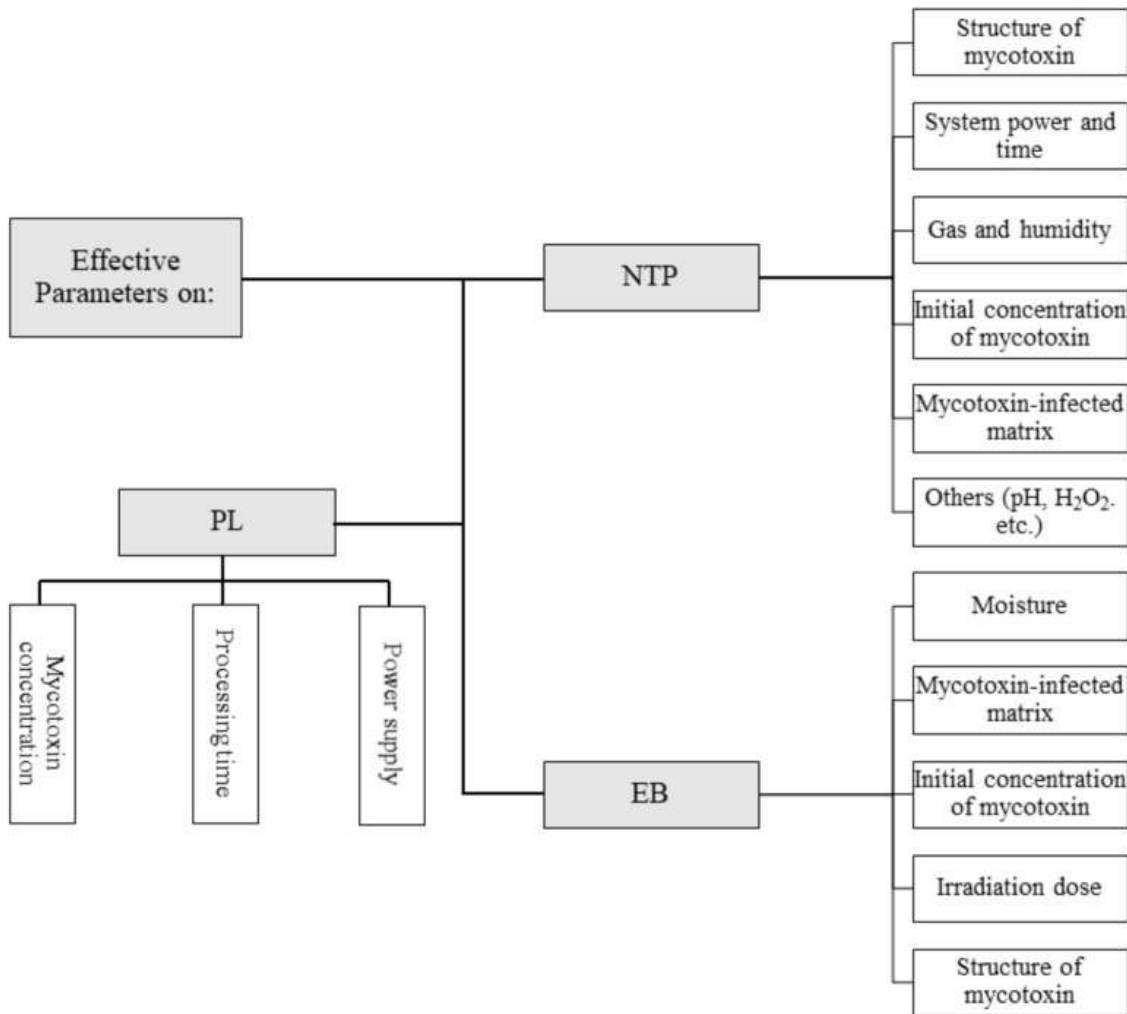 Effective
Parameters on:
NTP
Structure of
mycotoxin
System power and
time
Gas and humidity
Initial concentration
of mycotoxin
Mycotoxin-infected
matrix
Others (pH, H₂O₂.
etc.)
PL
Mycotoxin
concentration
Processing time
Power supply
EB
Moisture
Mycotoxin-infected
matrix
Initial concentration
of mycotoxin
Irradiation dose
Structure of
mycotoxin